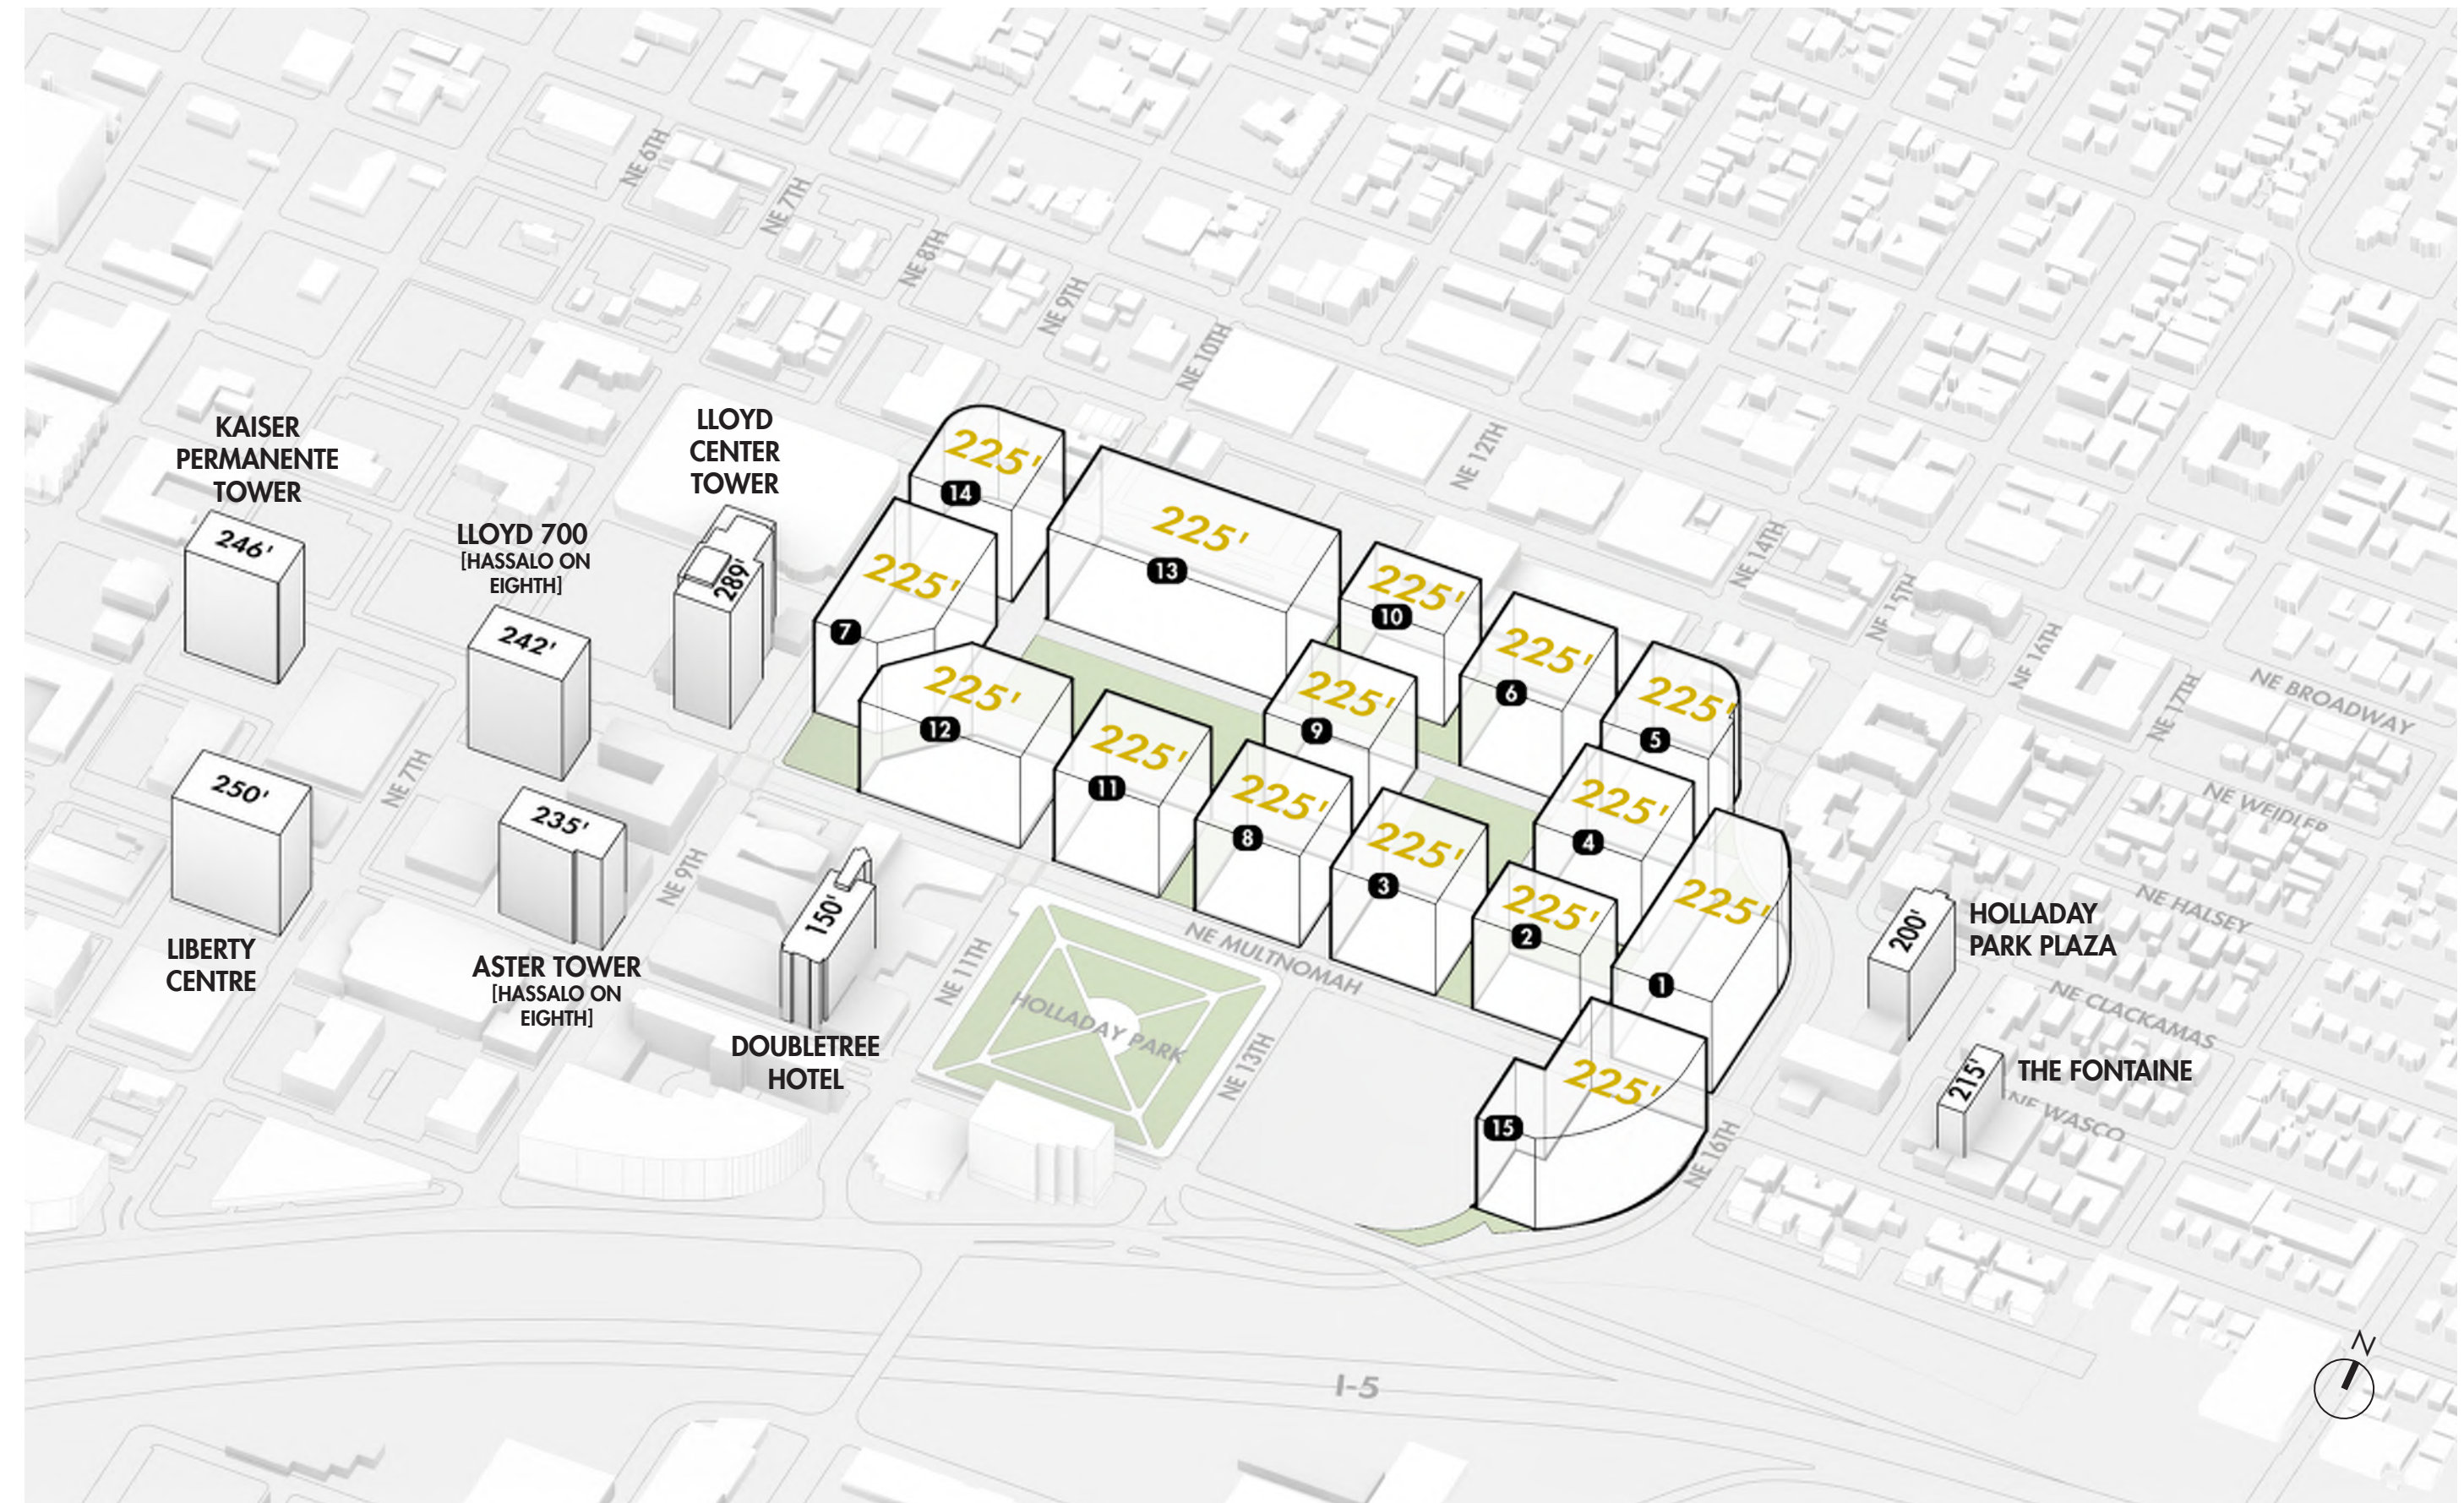 NE 6TH
NE 7TH
NE 8TH
NE 9TH
NE 10TH
NE 12TH
NE 14TH
NE 15TH
NE 16TH
NE 17TH
NE BROADWAY
NE WEIDLER
NE HALSEY
NE CLACKAMAS
NE WASCO
KAISER
PERMANENTE
TOWER
246'
LLOYD 700
[HASSALO ON
EIGHTH]
242'
LLOYD
CENTER
TOWER
289'
250'
LIBERTY
CENTRE
NE 7TH
235'
ASTER TOWER
[HASSALO ON
EIGHTH]
NE 9TH
150'
DOUBLETREE
HOTEL
225'
14
225'
13
225'
7
225'
10
225'
6
225'
5
225'
12
225'
11
225'
9
225'
8
225'
4
225'
3
225'
2
225'
1
225'
15
NE MULTNOMAH
NE 11TH
HOLLADAY PARK
NE 13TH
NE 16TH
200'
HOLLADAY
PARK PLAZA
215'
THE FONTAINE
I-5
N